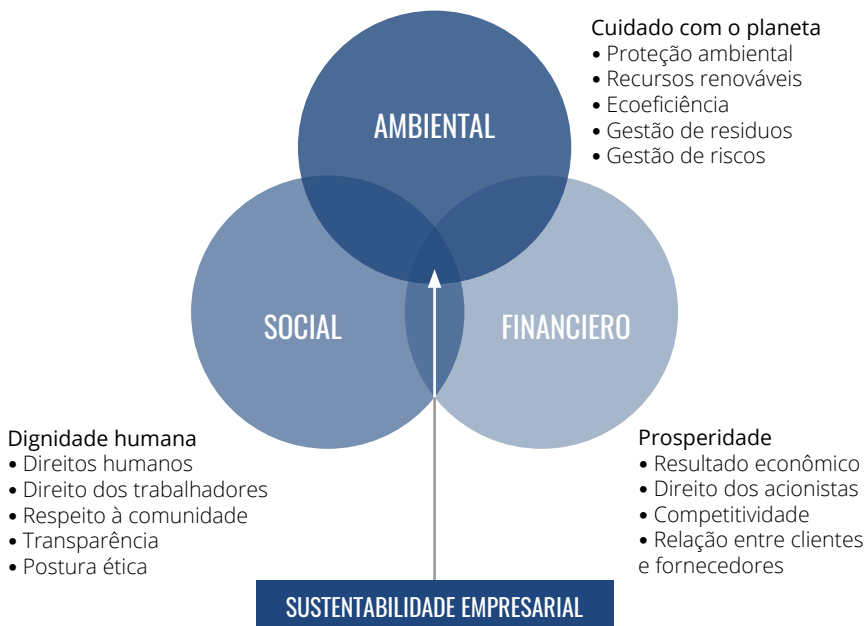 Cuidado com o planeta
• Proteção ambiental
• Recursos renováveis
• Ecoeficiência
• Gestão de residuos
• Gestão de riscos
AMBIENTAL
SOCIAL
FINANCIERO
Dignidade humana
• Direitos humanos
• Direito dos trabalhadores
• Respeito à comunidade
• Transparência
• Postura ética
Prosperidade
• Resultado econômico
• Direito dos acionistas
• Competitividade
• Relação entre clientes
e fornecedores
SUSTENTABILIDADE EMPRESARIAL